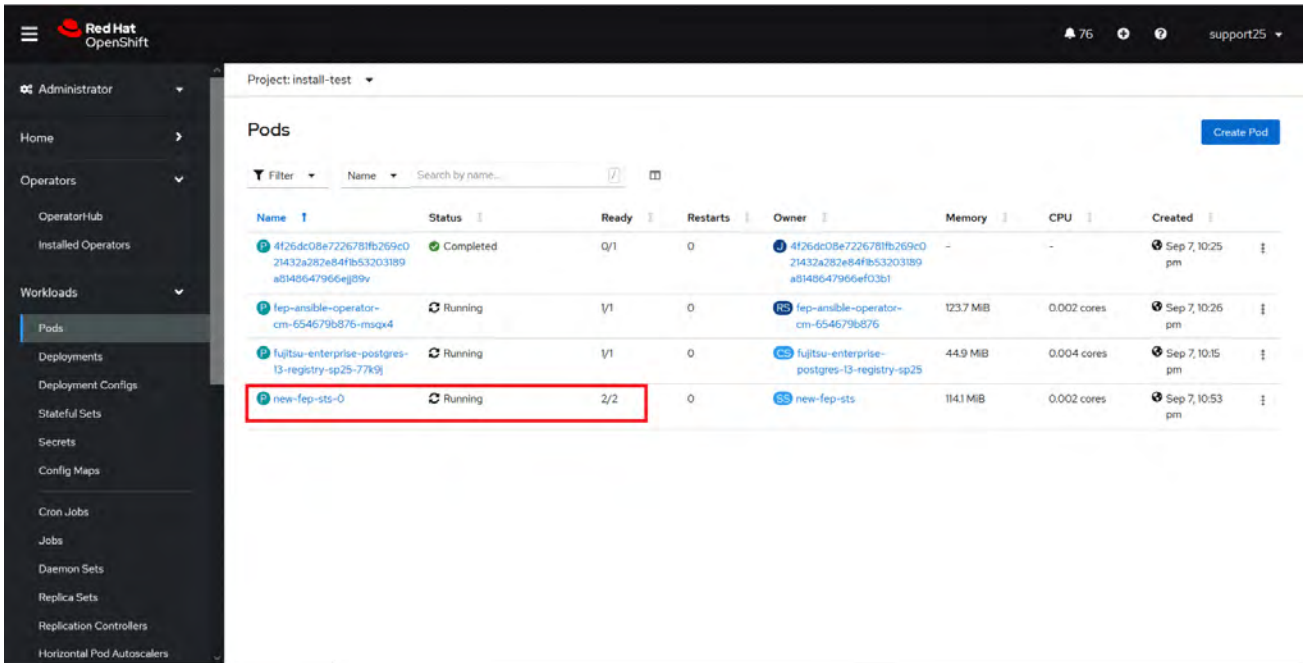 Red Hat
OpenShift
76
support25
Administrator
Home
Operators
OperatorHub
Installed Operators
Workloads
Pods
Deployments
Deployment Configs
Stateful Sets
Secrets
Config Maps
Cron Jobs
Jobs
Daemon Sets
Replica Sets
Replication Controllers
Horizontal Pod Autoscalers
Project: install-test
Pods
Create Pod
Filter
Name
Search by name...
/
Name Status Ready Restarts Owner Memory CPU Created
P 4f26dc08e7226781fb269c0 Completed 0/1 0 J 4f26dc08e7226781fb269c0 - - Sep 7, 10:25
21432a282e84f1b53203189 21432a282e84f1b53203189 pm
a8148647966ejj89v a8148647966ef03b1
P fep-ansible-operator- Running 1/1 0 RS fep-ansible-operator- 123.7 MiB 0.002 cores Sep 7, 10:26
cm-654679b876-msqx4 cm-654679b876 pm
P fujitsu-enterprise-postgres- Running 1/1 0 CS fujitsu-enterprise- 44.9 MiB 0.004 cores Sep 7, 10:15
13-registry-sp25-77k9j postgres-13-registry-sp25 pm
P new-fep-sts-0 Running 2/2 0 SS new-fep-sts 114.1 MiB 0.002 cores Sep 7, 10:53
pm